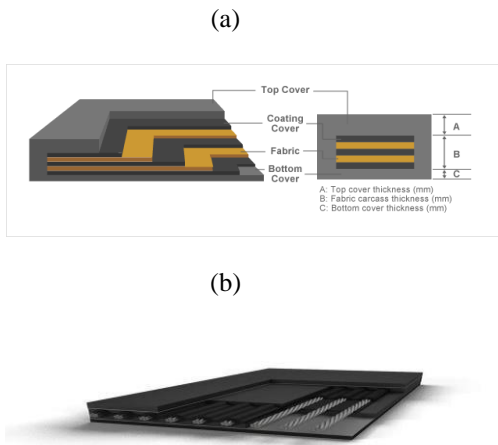 (a)
Top Cover
Coating
Cover
Fabric
Bottom
Cover
A
B
C
A: Top cover thickness (mm)
B: Fabric carcass thickness (mm)
C: Bottom cover thickness (mm)
(b)